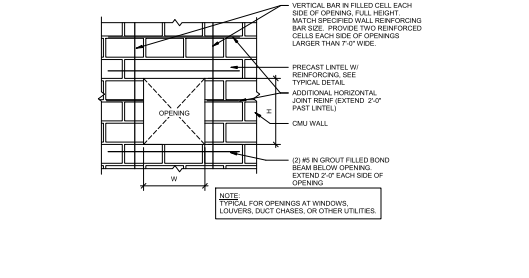 VERTICAL BAR IN FILLED CELL EACH
SIDE OF OPENING, FULL HEIGHT.
MATCH SPECIFIED WALL REINFORCING
BAR SIZE. PROVIDE TWO REINFORCED
CELLS EACH SIDE OF OPENINGS
LARGER THAN 7'-0" WIDE.
PRECAST LINTEL W/
REINFORCING, SEE
TYPICAL DETAIL
ADDITIONAL HORIZONTAL
JOINT REINF (EXTEND 2'-0"
PAST LINTEL)
OPENING
H
CMU WALL
(2) #5 IN GROUT FILLED BOND
BEAM BELOW OPENING.
EXTEND 2'-0" EACH SIDE OF
OPENING
W
NOTE:
TYPICAL FOR OPENINGS AT WINDOWS,
LOUVERS, DUCT CHASES, OR OTHER UTILITIES.